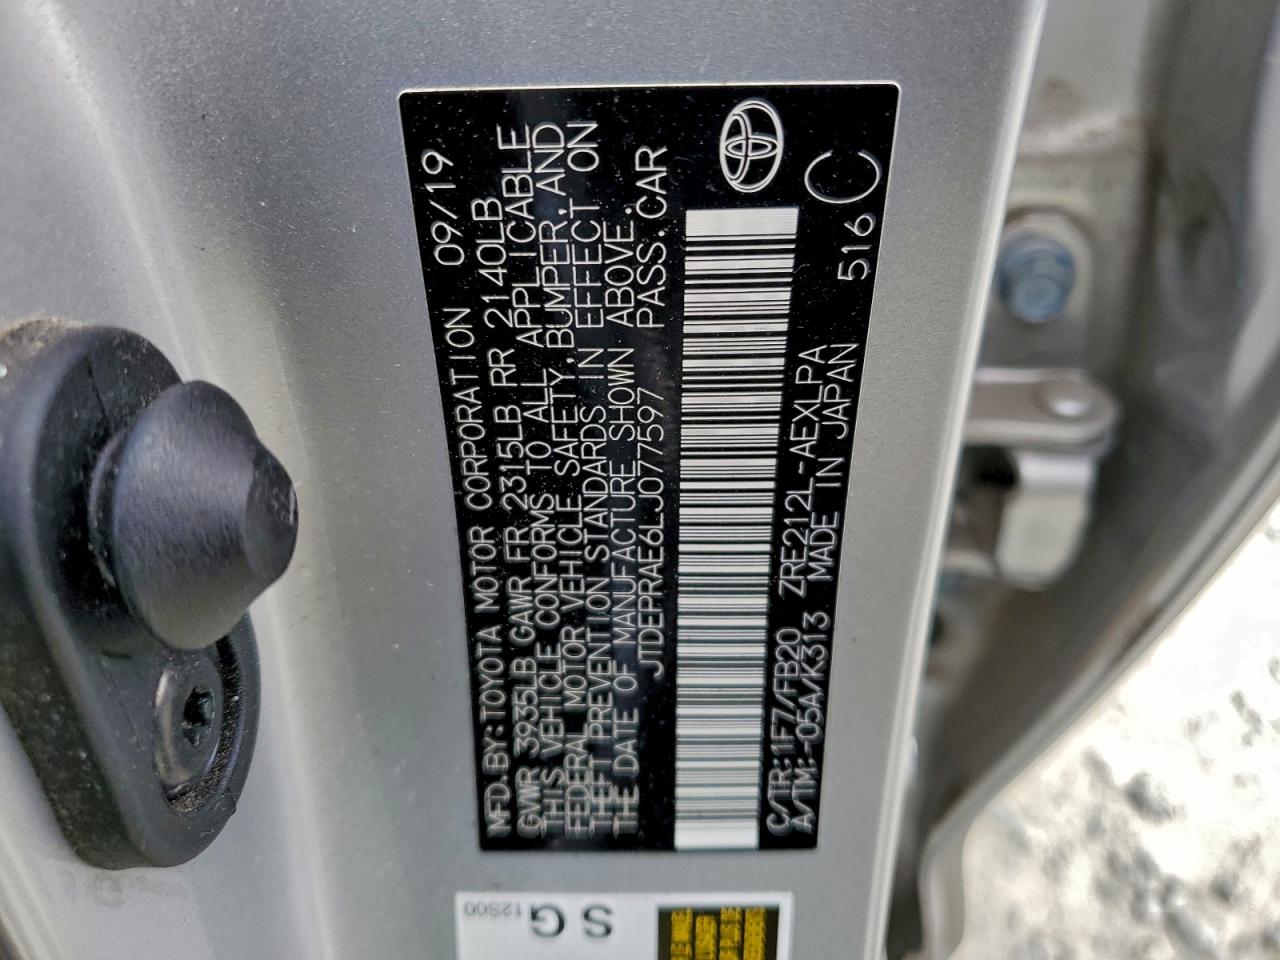 MFD.BY:TOYOTA MOTOR CORPORATION 09/19
GVWR 3935LB GAWR FR 2315LB RR 2140LB
THIS VEHICLE CONFORMS TO ALL APPLICABLE
FEDERAL MOTOR VEHICLE SAFETY,BUMPER,AND
THEFT PREVENTION STANDARDS IN EFFECT ON
THE DATE OF MANUFACTURE SHOWN ABOVE.
JTDEPRAE6LJ077597 PASS.CAR
C/TR:1F7/FB20 ZRE212L-AEXLPA 516
A/TM:-05A/K313 MADE IN JAPAN
C
SG
12S00